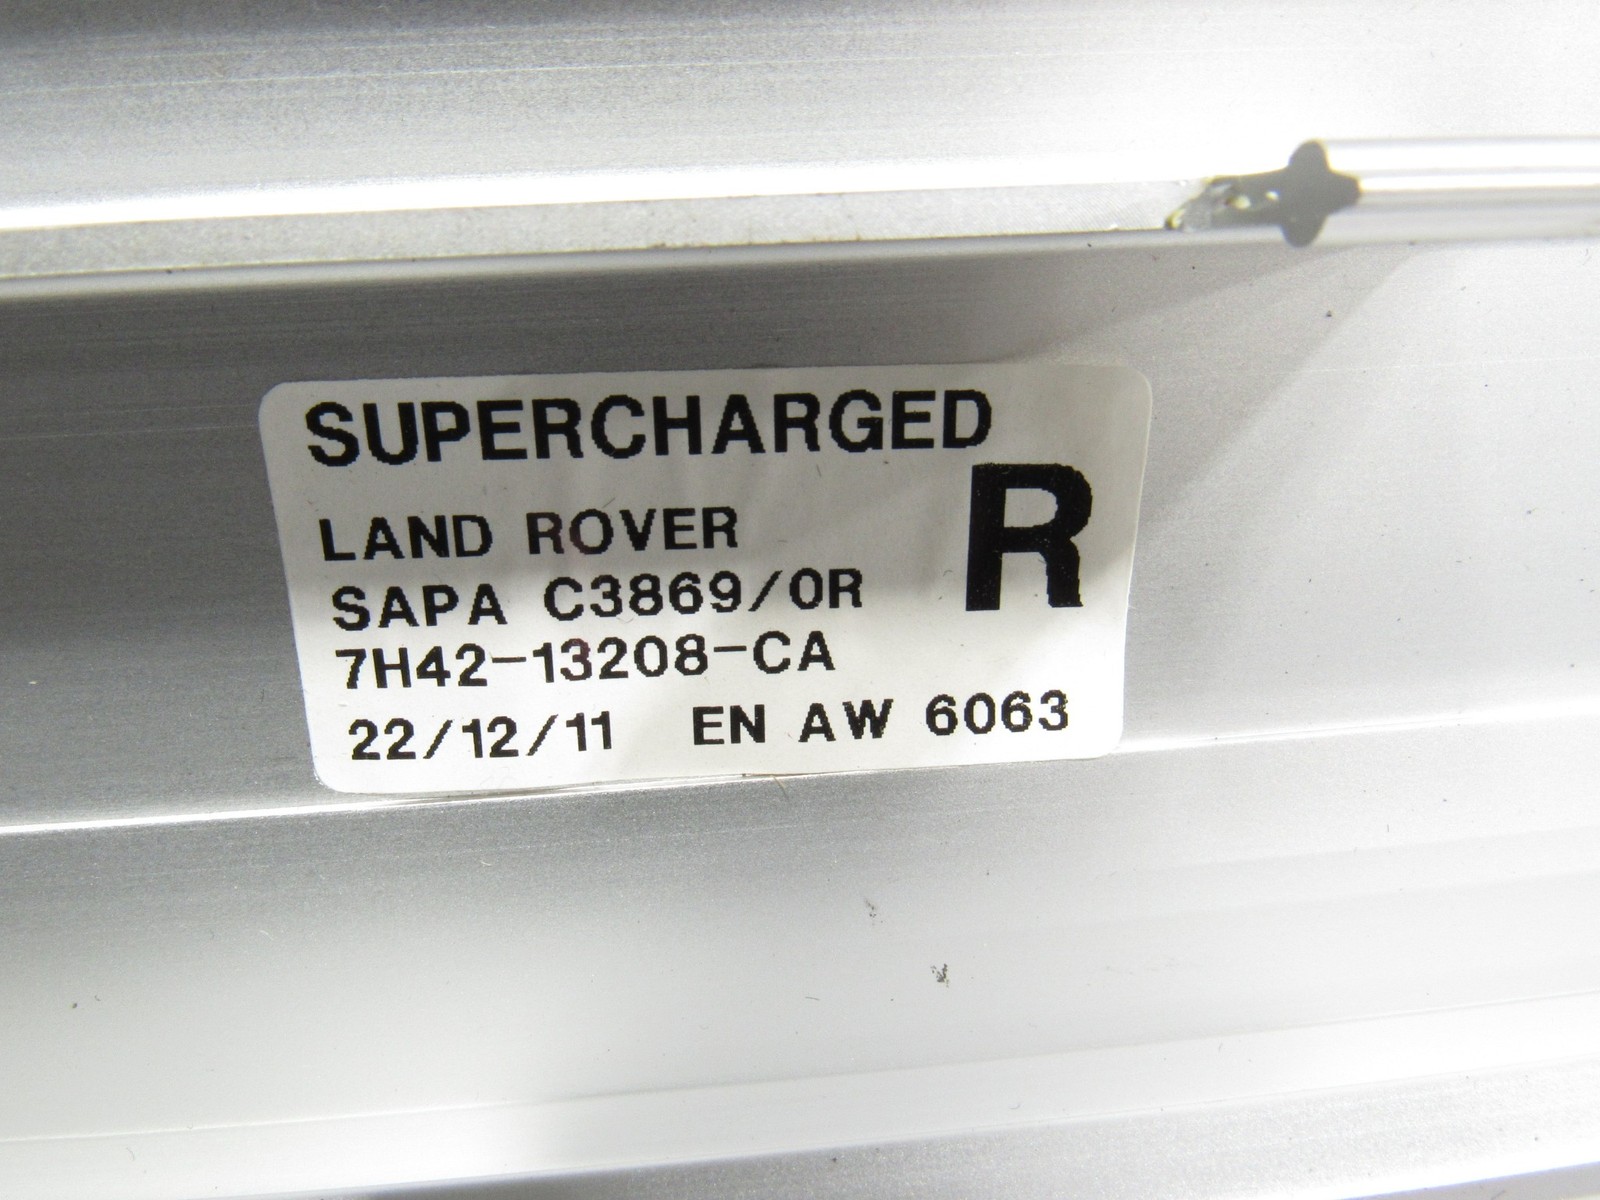 SUPERCHARGED
R
LAND ROVER
SAPA C3869/0R
7H42-13208-CA
22/12/11 EN AW 6063